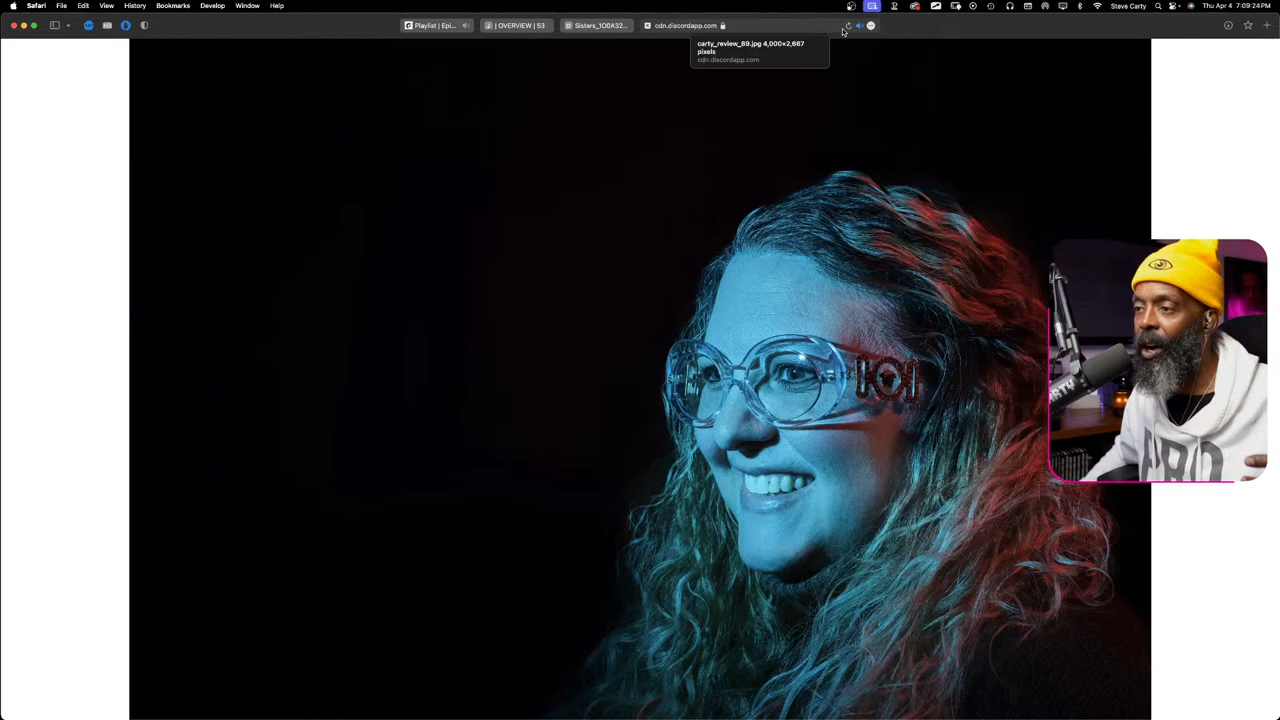 Safari File Edit View History Bookmarks Develop Window Help
Steve Carty
Thu Apr 4 7:09:24 PM
Playlist | Epi...
| OVERVIEW | 53
Sisters_1O0A32...
cdn.discordapp.com
carty_review_89.jpg 4,000×2,667
pixels
cdn.discordapp.com